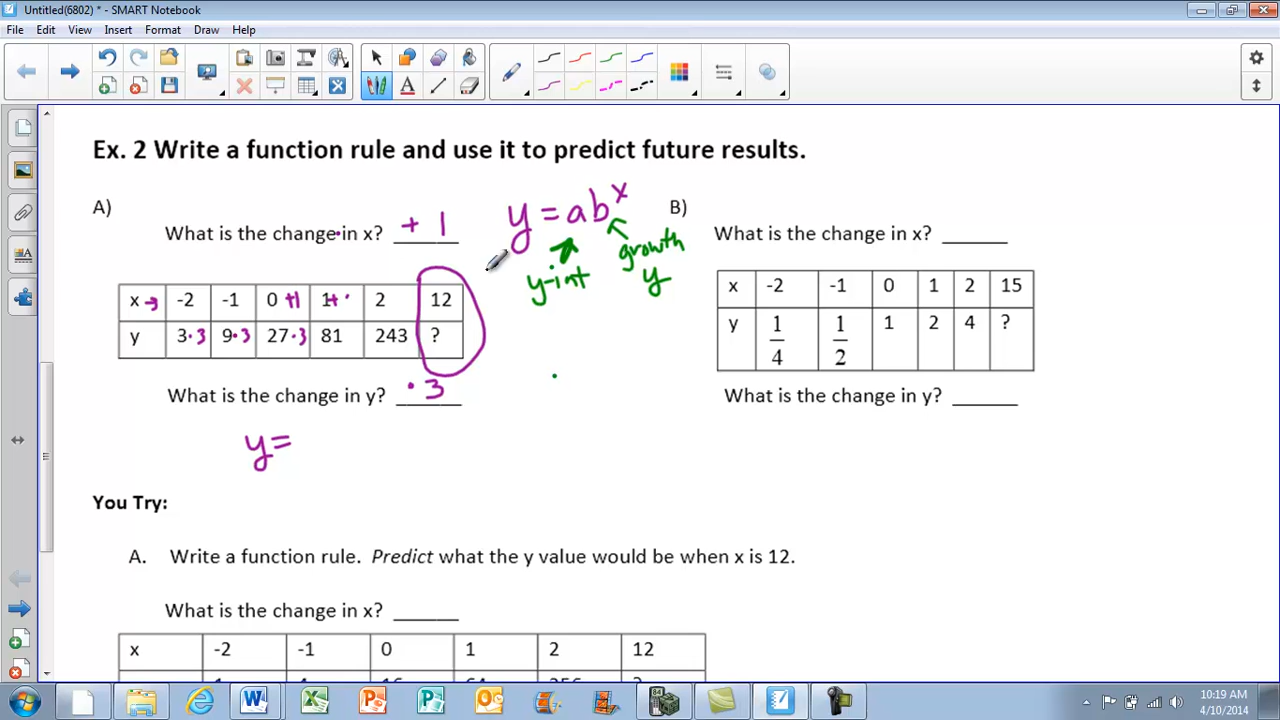 Untitled(6802) * - SMART Notebook
File Edit View Insert Format Draw Help
Ex. 2 Write a function rule and use it to predict future results.
A)
What is the change in x? + 1
y = ab^x
y-int
growth
y
x -2 -1 0 +1 1+ 2 12
y 3·3 9·3 27·3 81 243 ?
What is the change in y? ·3
y=
B)
What is the change in x? ______
x -2 -1 0 1 2 15
y 1/4 1/2 1 2 4 ?
What is the change in y? ______
You Try:
A. Write a function rule. Predict what the y value would be when x is 12.
What is the change in x? ______
x -2 -1 0 1 2 12
10:19 AM
4/10/2014